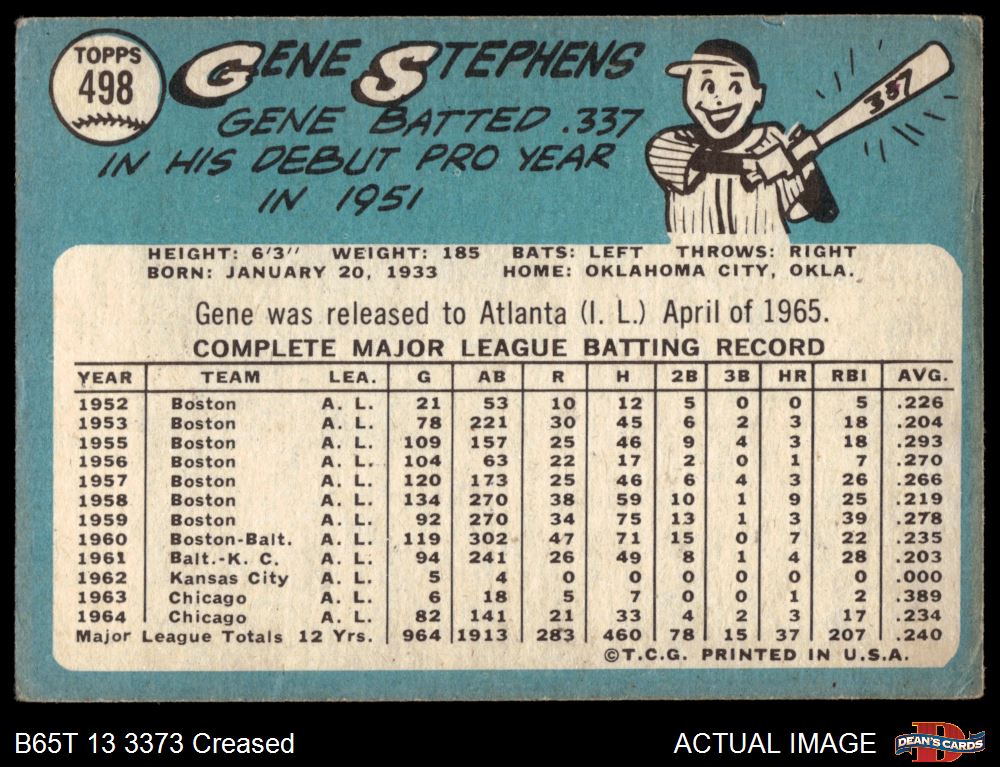 TOPPS
498
GENE STEPHENS
GENE BATTED .337
IN HIS DEBUT PRO YEAR
IN 1951
337
HEIGHT: 6'3" WEIGHT: 185 BATS: LEFT THROWS: RIGHT
BORN: JANUARY 20, 1933 HOME: OKLAHOMA CITY, OKLA.
Gene was released to Atlanta (I. L.) April of 1965.
COMPLETE MAJOR LEAGUE BATTING RECORD
YEAR TEAM LEA. G AB R H 2B 3B HR RBI AVG.
1952 Boston A. L. 21 53 10 12 5 0 0 5 .226
1953 Boston A. L. 78 221 30 45 6 2 3 18 .204
1955 Boston A. L. 109 157 25 46 9 4 3 18 .293
1956 Boston A. L. 104 63 22 17 2 0 1 7 .270
1957 Boston A. L. 120 173 25 46 6 4 3 26 .266
1958 Boston A. L. 134 270 38 59 10 1 9 25 .219
1959 Boston A. L. 92 270 34 75 13 1 3 39 .278
1960 Boston-Balt. A. L. 119 302 47 71 15 0 7 22 .235
1961 Balt.-K. C. A. L. 94 241 26 49 8 1 4 28 .203
1962 Kansas City A. L. 5 4 0 0 0 0 0 0 .000
1963 Chicago A. L. 6 18 5 7 0 0 1 2 .389
1964 Chicago A. L. 82 141 21 33 4 2 3 17 .234
Major League Totals 12 Yrs. 964 1913 283 460 78 15 37 207 .240
©T.C.G. PRINTED IN U.S.A.
B65T 13 3373 Creased
ACTUAL IMAGE
D
DEAN'S CARDS